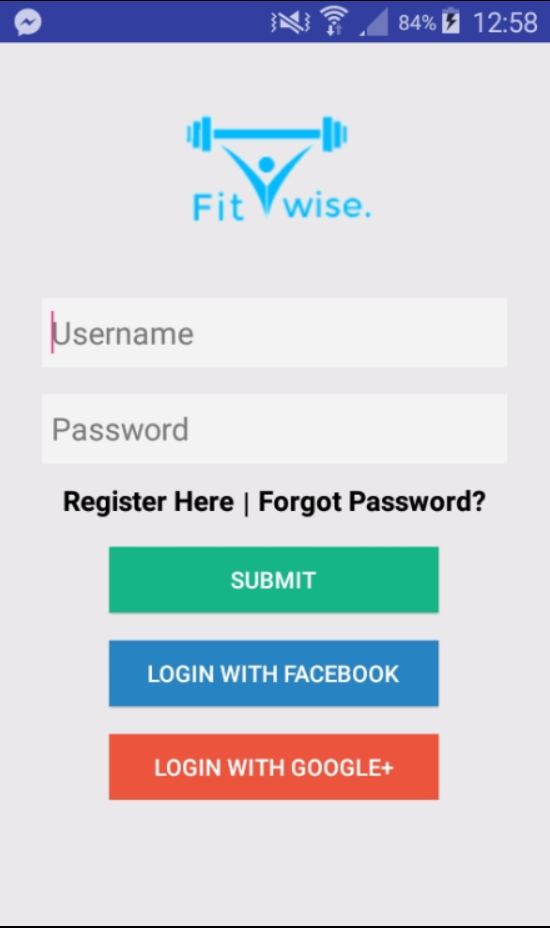 84% 12:58
Fit wise.
Username
Password
Register Here | Forgot Password?
SUBMIT
LOGIN WITH FACEBOOK
LOGIN WITH GOOGLE+